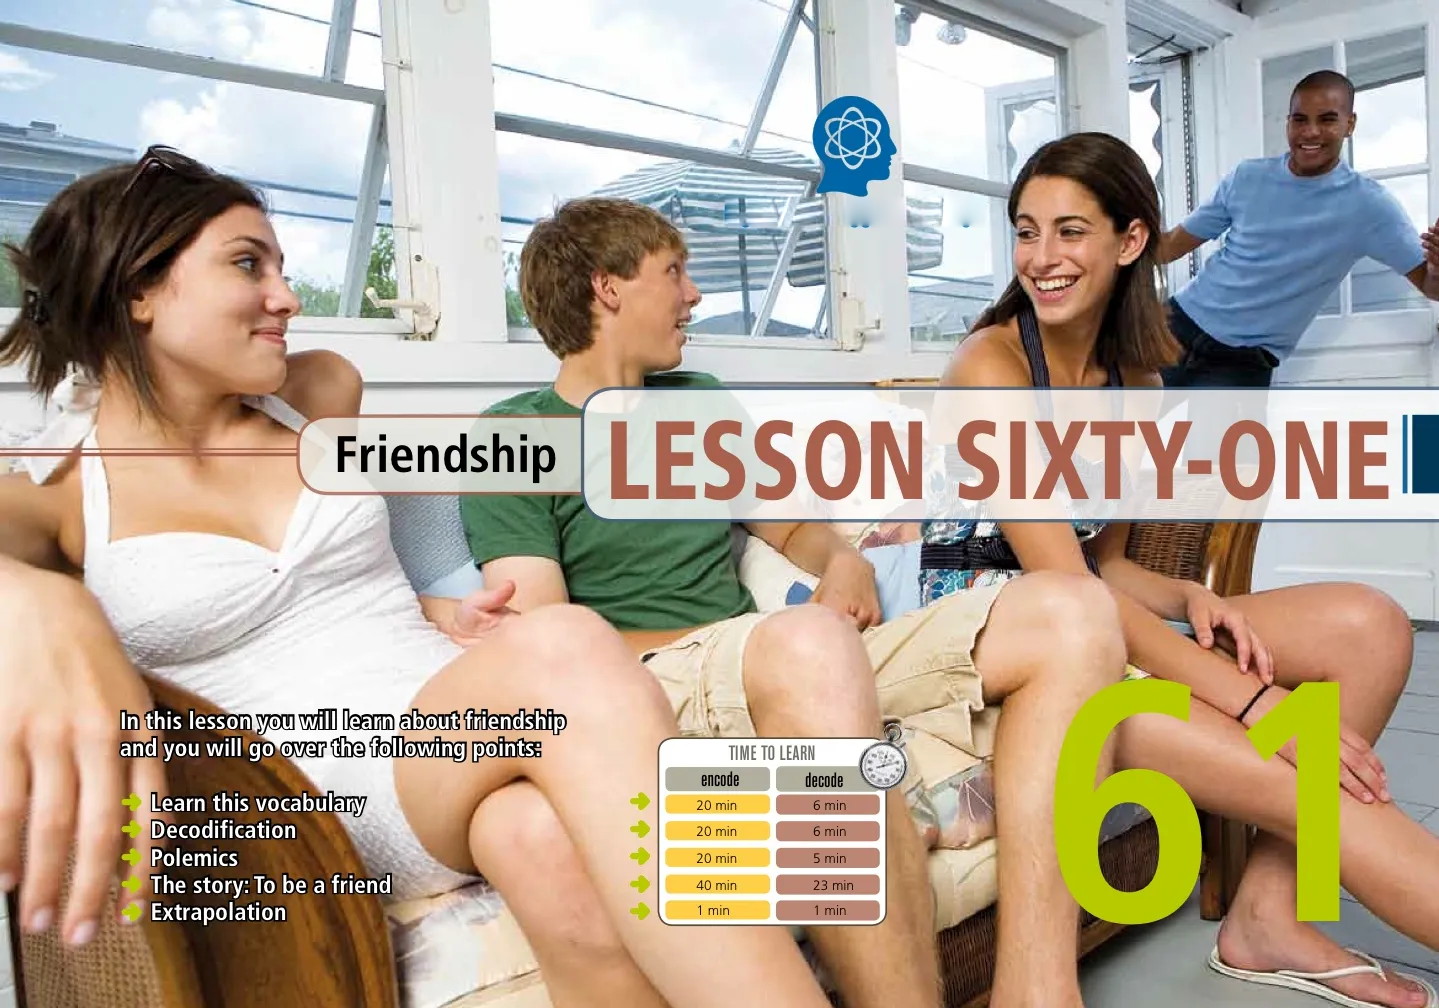 Friendship
LESSON SIXTY-ONE
In this lesson you will learn about friendship
and you will go over the following points:
Learn this vocabulary
Decodification
Polemics
The story: To be a friend
Extrapolation
TIME TO LEARN
encode decode
20 min 6 min
20 min 6 min
20 min 5 min
40 min 23 min
1 min 1 min
61